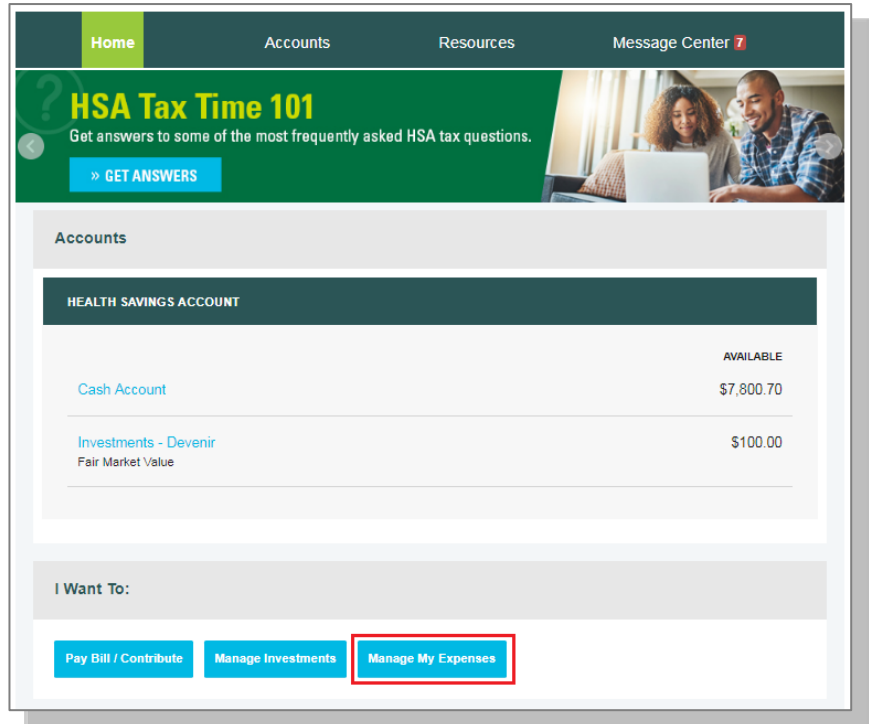 Home Accounts Resources Message Center 7
?
HSA Tax Time 101
Get answers to some of the most frequently asked HSA tax questions.
» GET ANSWERS
Accounts
HEALTH SAVINGS ACCOUNT
AVAILABLE
Cash Account $7,800.70
Investments - Devenir $100.00
Fair Market Value
I Want To:
Pay Bill / Contribute Manage Investments Manage My Expenses